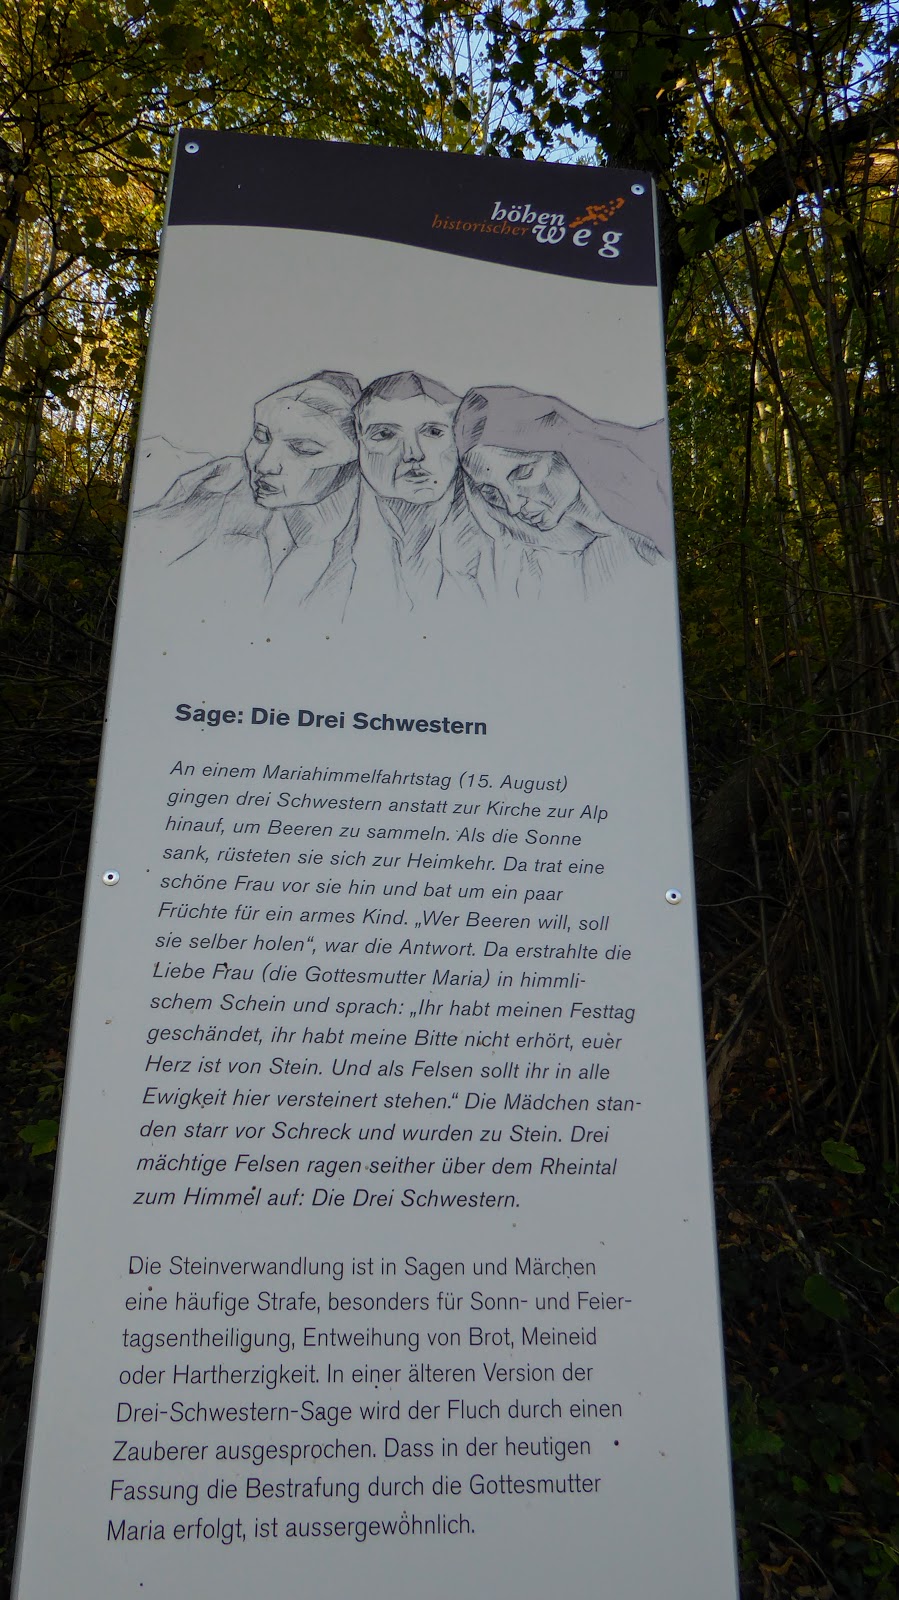 höhen
historischer weg
Sage: Die Drei Schwestern
An einem Mariahimmelfahrtstag (15. August)
gingen drei Schwestern anstatt zur Kirche zur Alp
hinauf, um Beeren zu sammeln. Als die Sonne
sank, rüsteten sie sich zur Heimkehr. Da trat eine
schöne Frau vor sie hin und bat um ein paar
Früchte für ein armes Kind. „Wer Beeren will, soll
sie selber holen“, war die Antwort. Da erstrahlte die
Liebe Frau (die Gottesmutter Maria) in himmli-
schem Schein und sprach: „Ihr habt meinen Festtag
geschändet, ihr habt meine Bitte nicht erhört, euer
Herz ist von Stein. Und als Felsen sollt ihr in alle
Ewigkeit hier versteinert stehen.“ Die Mädchen stan-
den starr vor Schreck und wurden zu Stein. Drei
mächtige Felsen ragen seither über dem Rheintal
zum Himmel auf: Die Drei Schwestern.
Die Steinverwandlung ist in Sagen und Märchen
eine häufige Strafe, besonders für Sonn- und Feier-
tagsentheiligung, Entweihung von Brot, Meineid
oder Hartherzigkeit. In einer älteren Version der
Drei-Schwestern-Sage wird der Fluch durch einen
Zauberer ausgesprochen. Dass in der heutigen
Fassung die Bestrafung durch die Gottesmutter
Maria erfolgt, ist aussergewöhnlich.